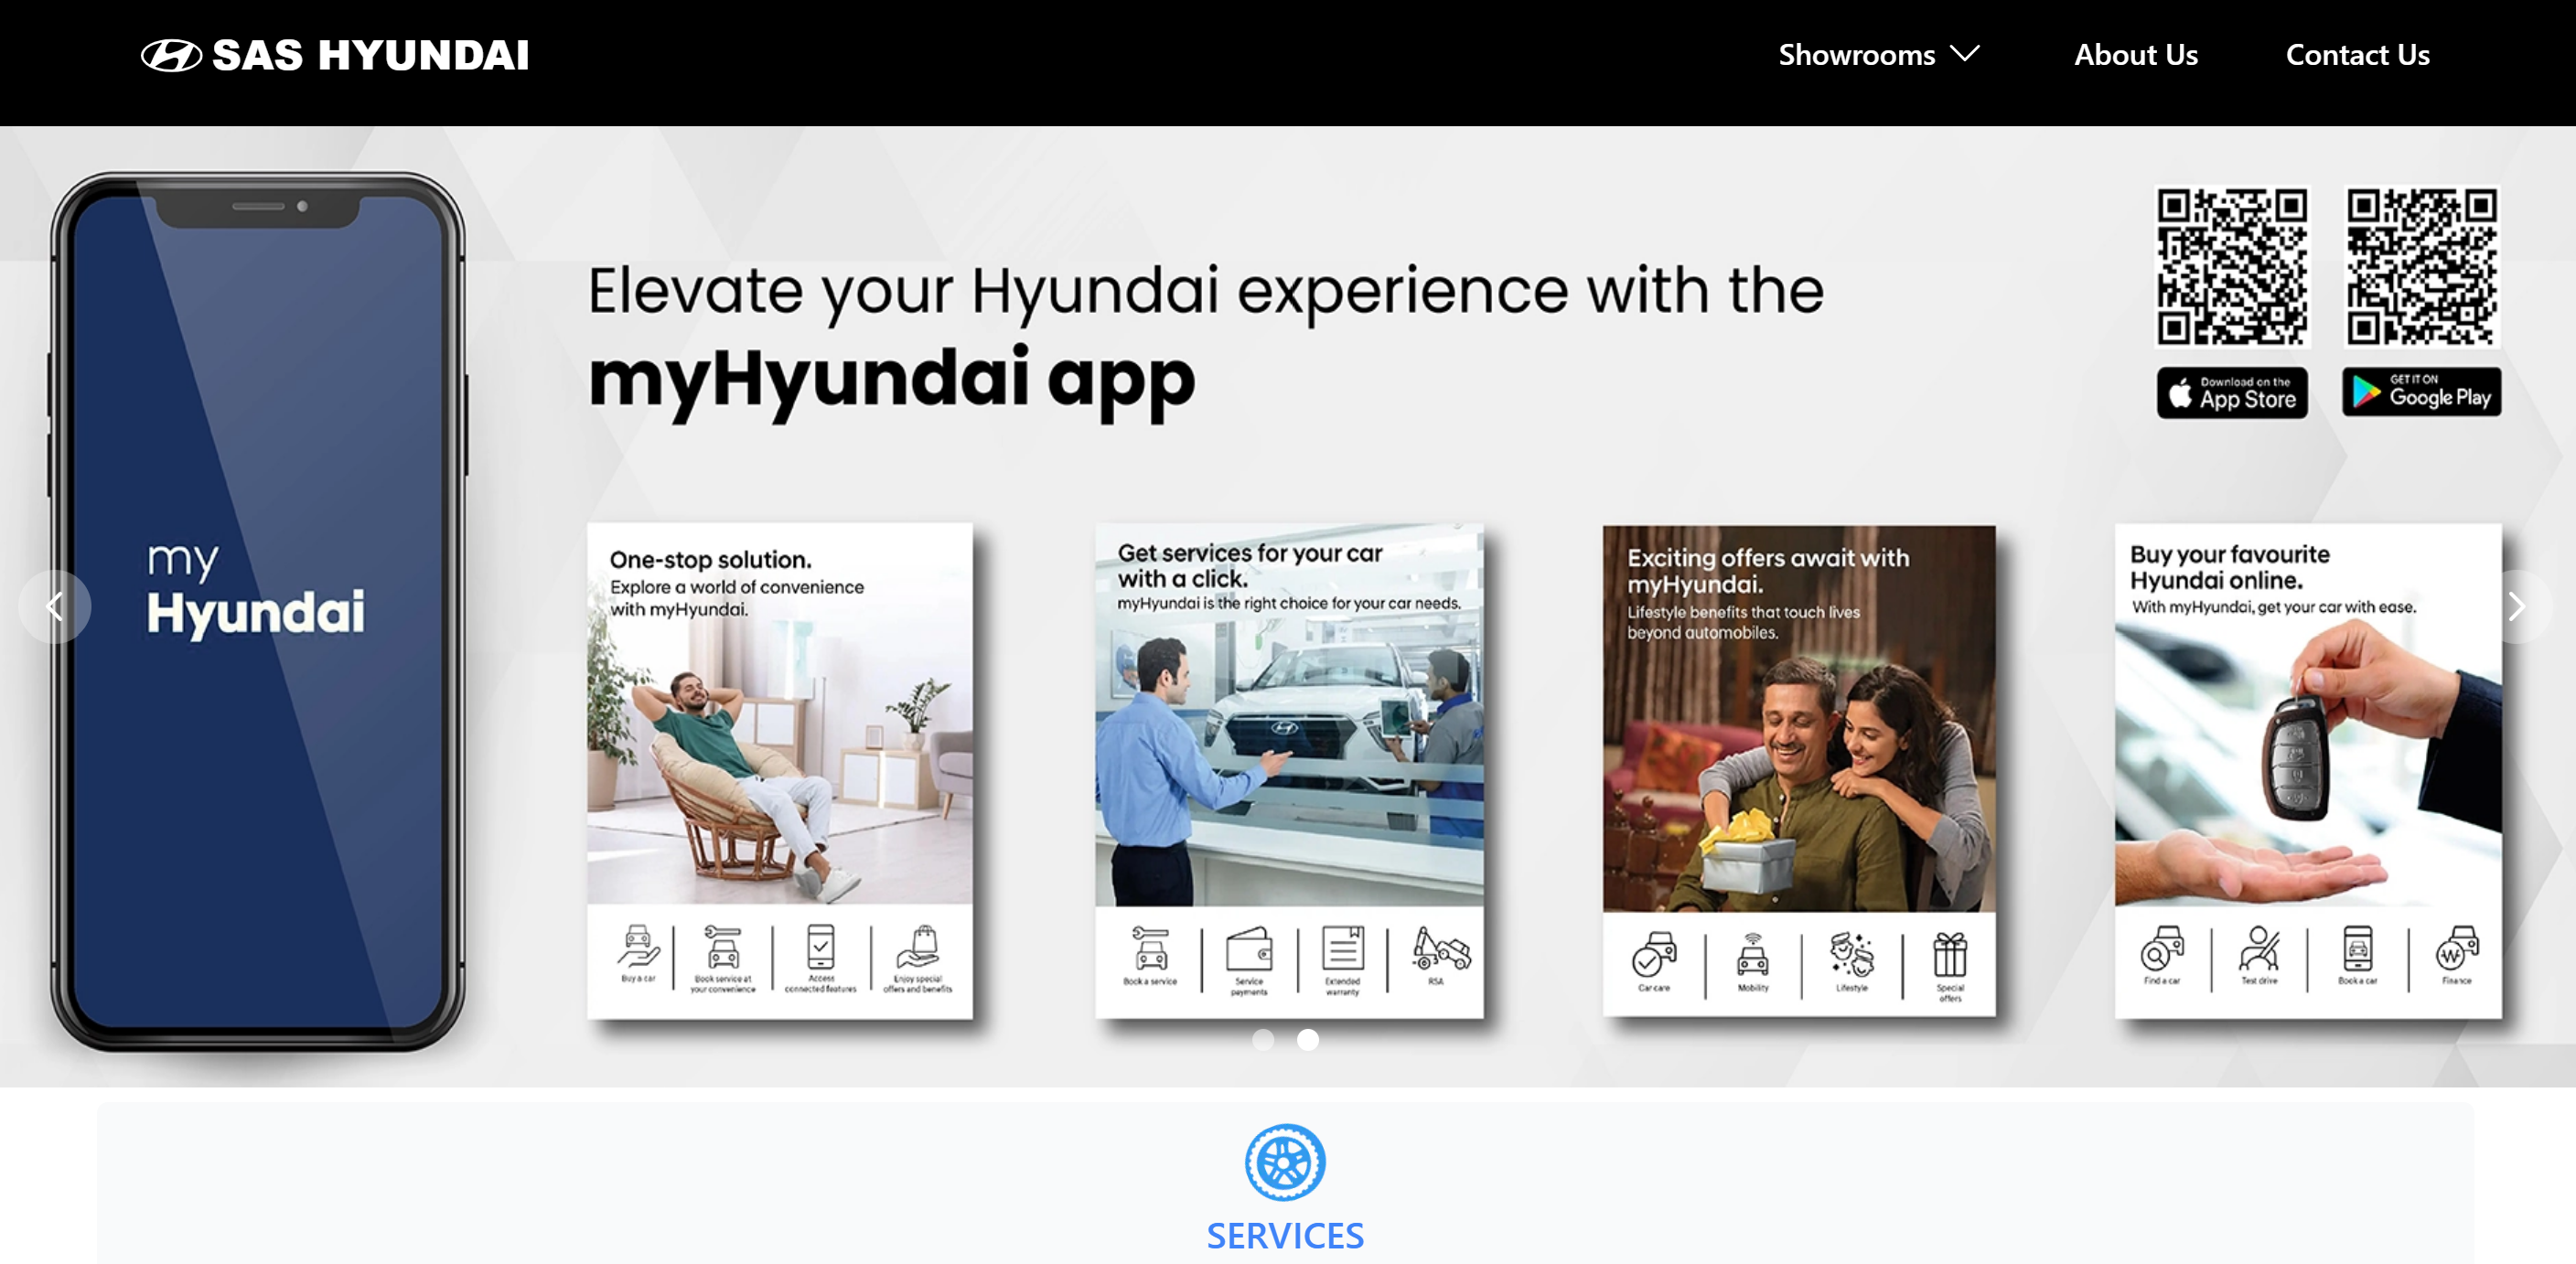 SAS HYUNDAI
Showrooms
About Us
Contact Us
my
Hyundai
Elevate your Hyundai experience with the
myHyundai app
Download on the
App Store
GET IT ON
Google Play
One-stop solution.
Explore a world of convenience
with myHyundai.
Buy a car
Book service at
your convenience
Access
connected features
Enjoy special
offers and benefits
Get services for your car
with a click.
myHyundai is the right choice for your car needs.
Book a service
Service
payments
Extended
warranty
RSA
Exciting offers await with
myHyundai.
Lifestyle benefits that touch lives
beyond automobiles.
Car care
Mobility
Lifestyle
Special
offers
Buy your favourite
Hyundai online.
With myHyundai, get your car with ease.
Find a car
Test drive
Book a car
Finance
SERVICES